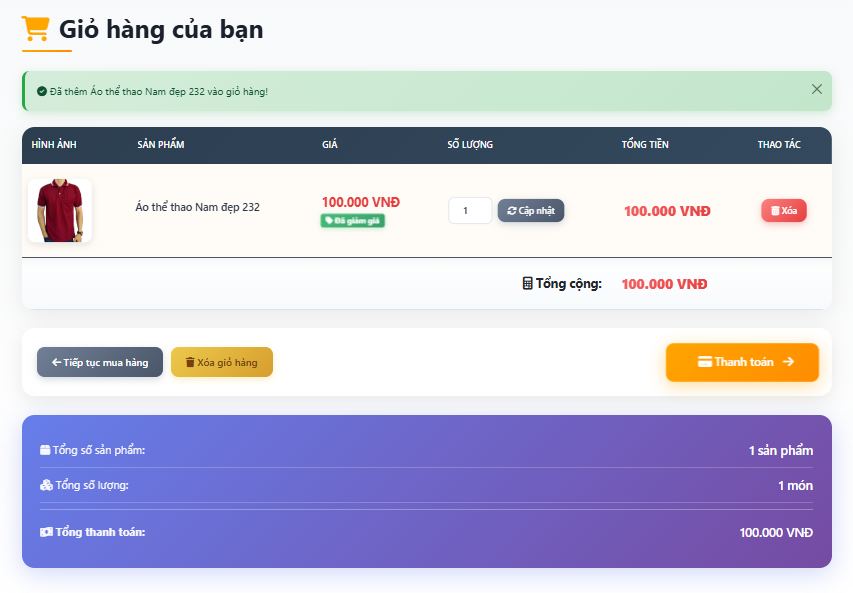 Giỏ hàng của bạn
Đã thêm Áo thể thao Nam đẹp 232 vào giỏ hàng!
HÌNH ẢNH SẢN PHẨM GIÁ SỐ LƯỢNG TỔNG TIỀN THAO TÁC
Áo thể thao Nam đẹp 232 100.000 VNĐ 1 Cập nhật 100.000 VNĐ Xóa
Đã giảm giá
Tổng cộng: 100.000 VNĐ
Tiếp tục mua hàng Xóa giỏ hàng Thanh toán
Tổng số sản phẩm: 1 sản phẩm
Tổng số lượng: 1 món
Tổng thanh toán: 100.000 VNĐ